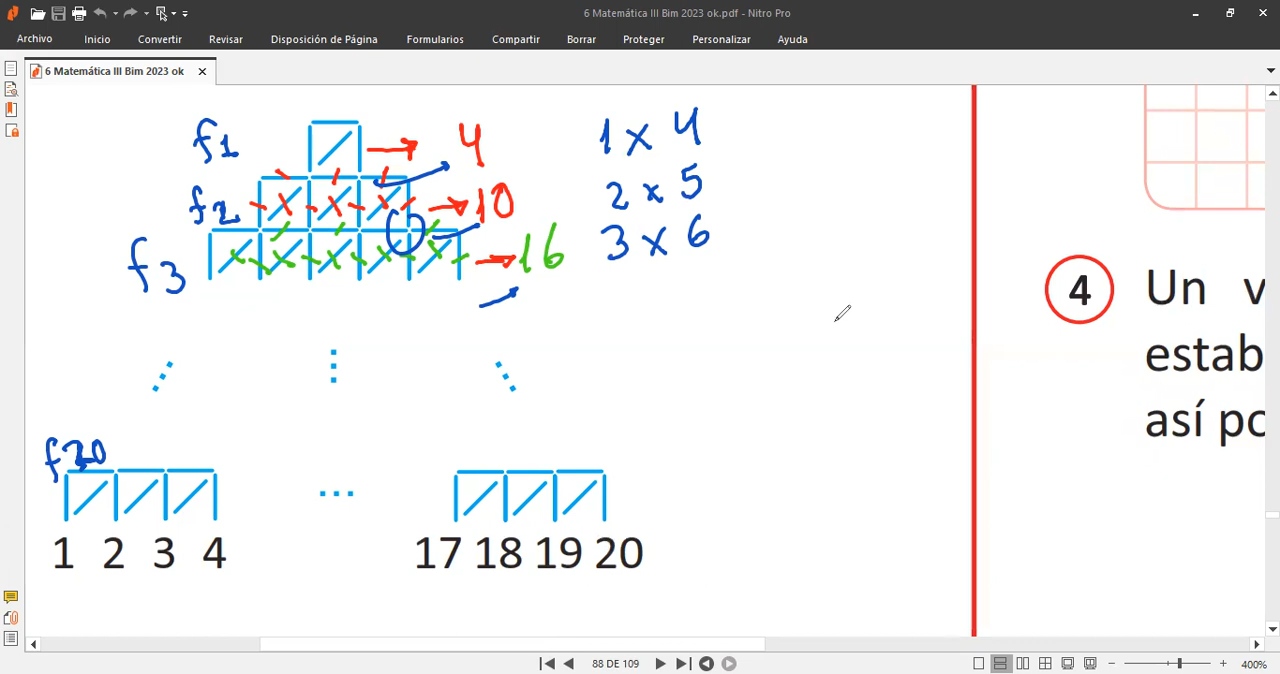 6 Matemática III Bim 2023 ok.pdf - Nitro Pro
Archivo Inicio Convertir Revisar Disposición de Página Formularios Compartir Borrar Proteger Personalizar Ayuda
6 Matemática III Bim 2023 ok
f1 4 1 x 4
f2 10 2 x 5
f3 16 3 x 6
4 Un v
estab
así po
f20
1 2 3 4 ... 17 18 19 20
88 DE 109
400%